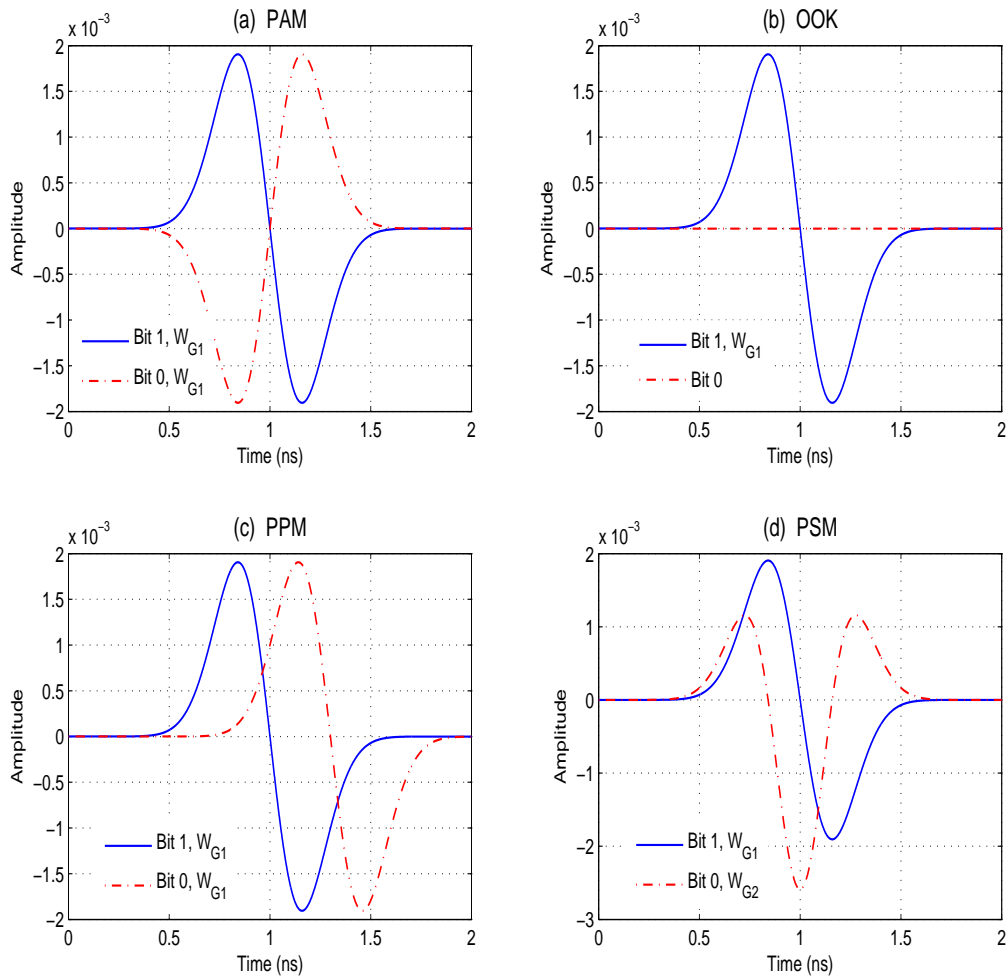 (a) PAM
x 10^-3
2
1.5
1
0.5
0
−0.5
−1
−1.5
−2
Amplitude
Bit 1, W_G1
Bit 0, W_G1
0 0.5 1 1.5 2
Time (ns)
(b) OOK
x 10^-3
2
1.5
1
0.5
0
−0.5
−1
−1.5
−2
Amplitude
Bit 1, W_G1
Bit 0
0 0.5 1 1.5 2
Time (ns)
(c) PPM
x 10^-3
2
1.5
1
0.5
0
−0.5
−1
−1.5
−2
Amplitude
Bit 1, W_G1
Bit 0, W_G1
0 0.5 1 1.5 2
Time (ns)
(d) PSM
x 10^-3
2
1
0
−1
−2
−3
Amplitude
Bit 1, W_G1
Bit 0, W_G2
0 0.5 1 1.5 2
Time (ns)